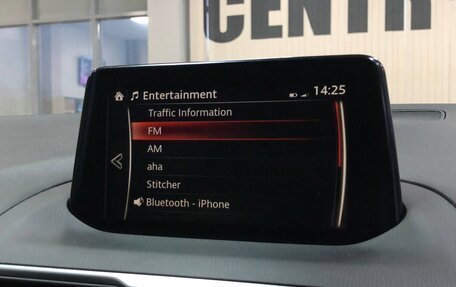 CENTR
Entertainment 14:25
Traffic Information
FM
AM
aha
Stitcher
Bluetooth - iPhone